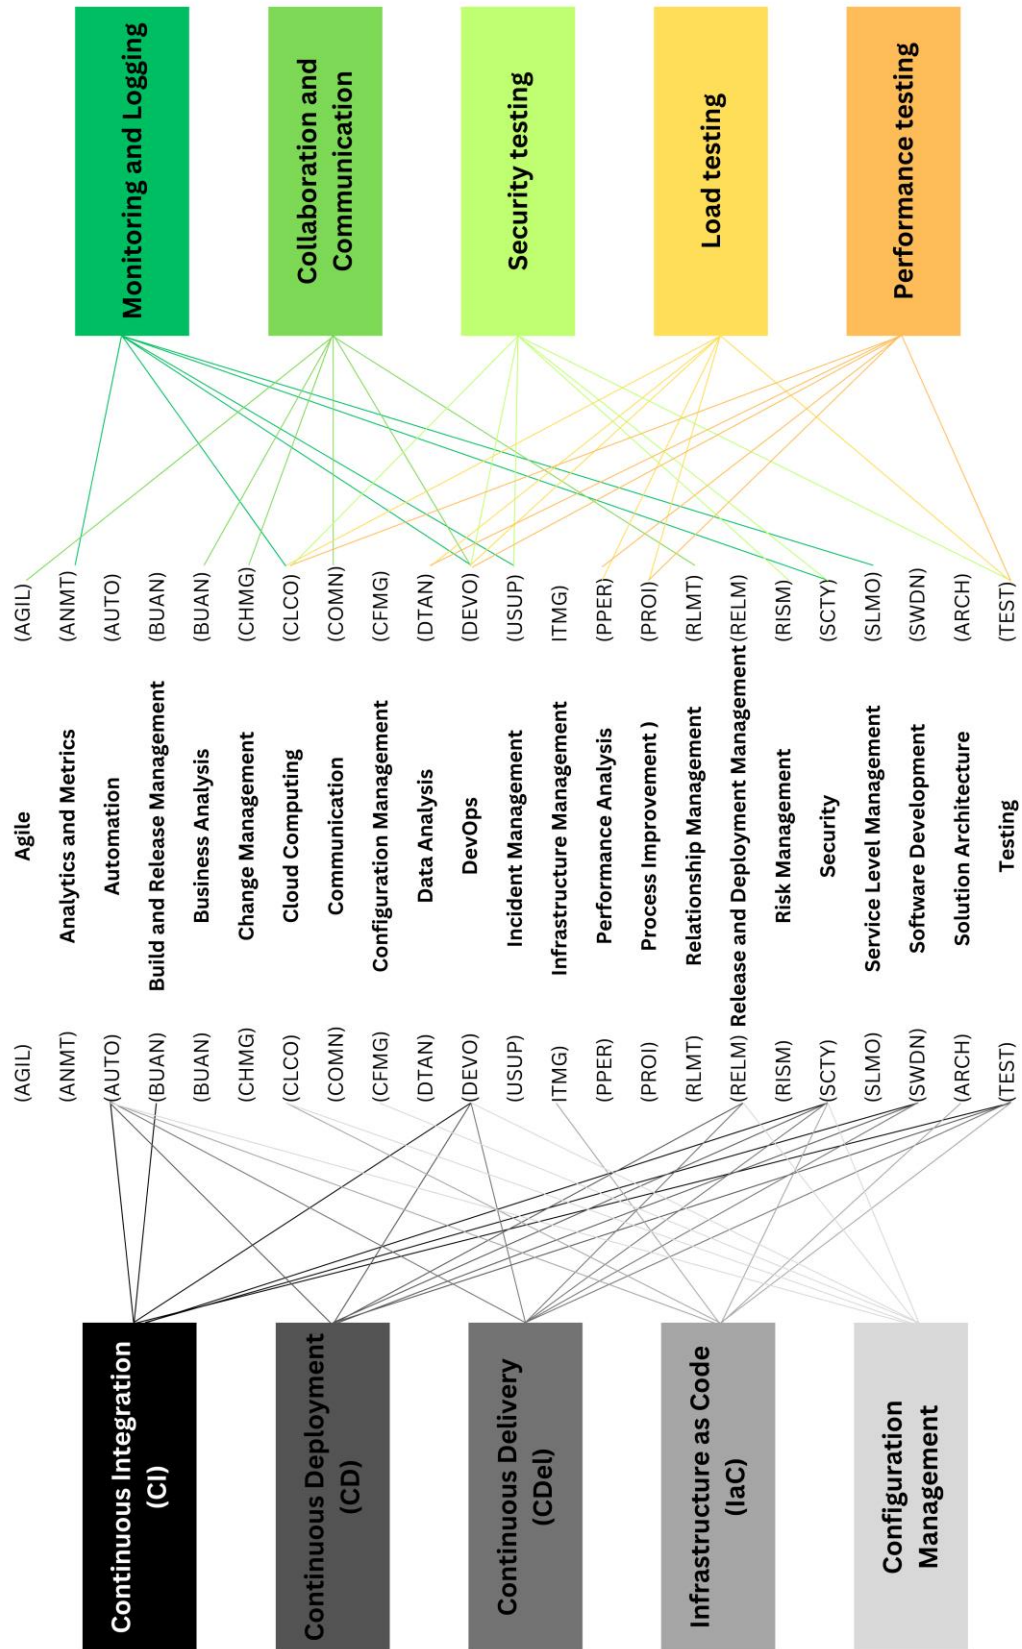 Continuous Integration
(CI)
Continuous Deployment
(CD)
Continuous Delivery
(CDel)
Infrastructure as Code
(IaC)
Configuration
Management
(AGIL)
(ANMT)
(AUTO)
(BUAN)
(BUAN)
(CHMG)
(CLCO)
(COMN)
(CFMG)
(DTAN)
(DEVO)
(USUP)
ITMG)
(PPER)
(PROI)
(RLMT)
(RELM)
(RISM)
(SCTY)
(SLMO)
(SWDN)
(ARCH)
(TEST)
Agile
Analytics and Metrics
Automation
Build and Release Management
Business Analysis
Change Management
Cloud Computing
Communication
Configuration Management
Data Analysis
DevOps
Incident Management
Infrastructure Management
Performance Analysis
Process Improvement )
Relationship Management
Release and Deployment Management
Risk Management
Security
Service Level Management
Software Development
Solution Architecture
Testing
(AGIL)
(ANMT)
(AUTO)
(BUAN)
(BUAN)
(CHMG)
(CLCO)
(COMN)
(CFMG)
(DTAN)
(DEVO)
(USUP)
ITMG)
(PPER)
(PROI)
(RLMT)
(RELM)
(RISM)
(SCTY)
(SLMO)
(SWDN)
(ARCH)
(TEST)
Monitoring and Logging
Collaboration and
Communication
Security testing
Load testing
Performance testing